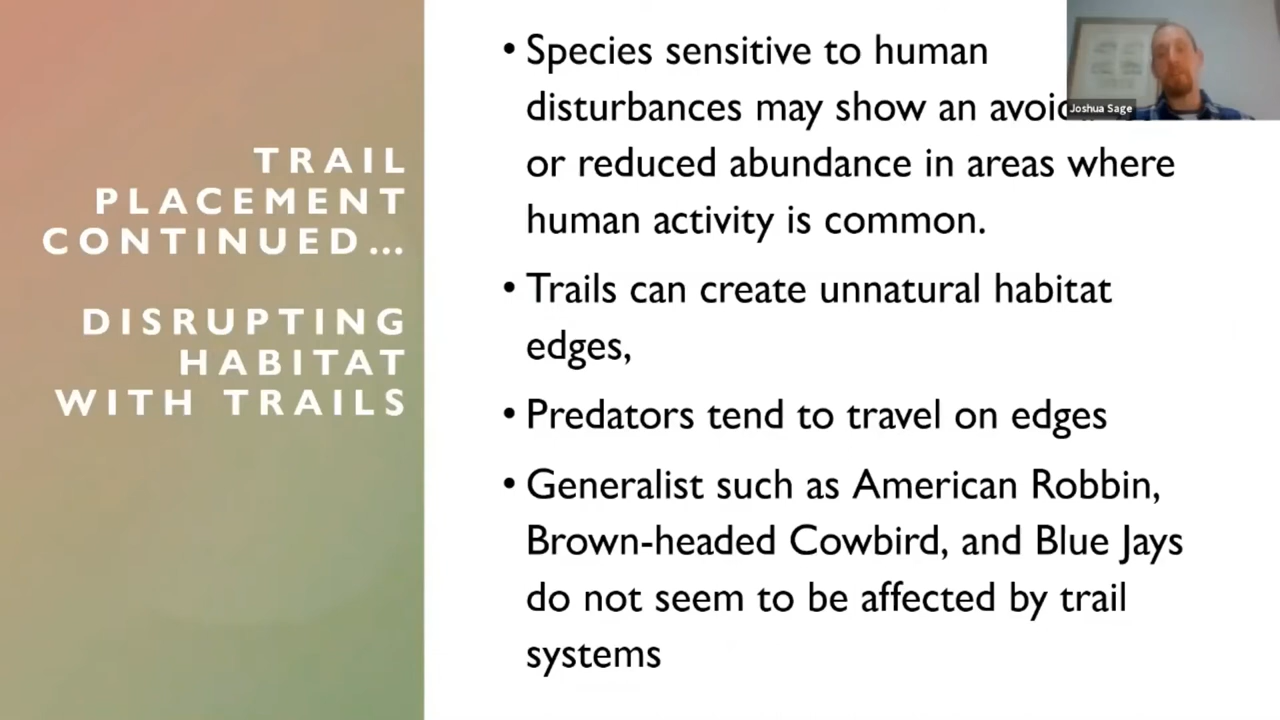 TRAIL
PLACEMENT
CONTINUED...
DISRUPTING
HABITAT
WITH TRAILS
• Species sensitive to human
disturbances may show an
or reduced abundance in areas where
human activity is common.
• Trails can create unnatural habitat
edges,
• Predators tend to travel on edges
• Generalist such as American Robbin,
Brown-headed Cowbird, and Blue Jays
do not seem to be affected by trail
systems
Joshua Sage